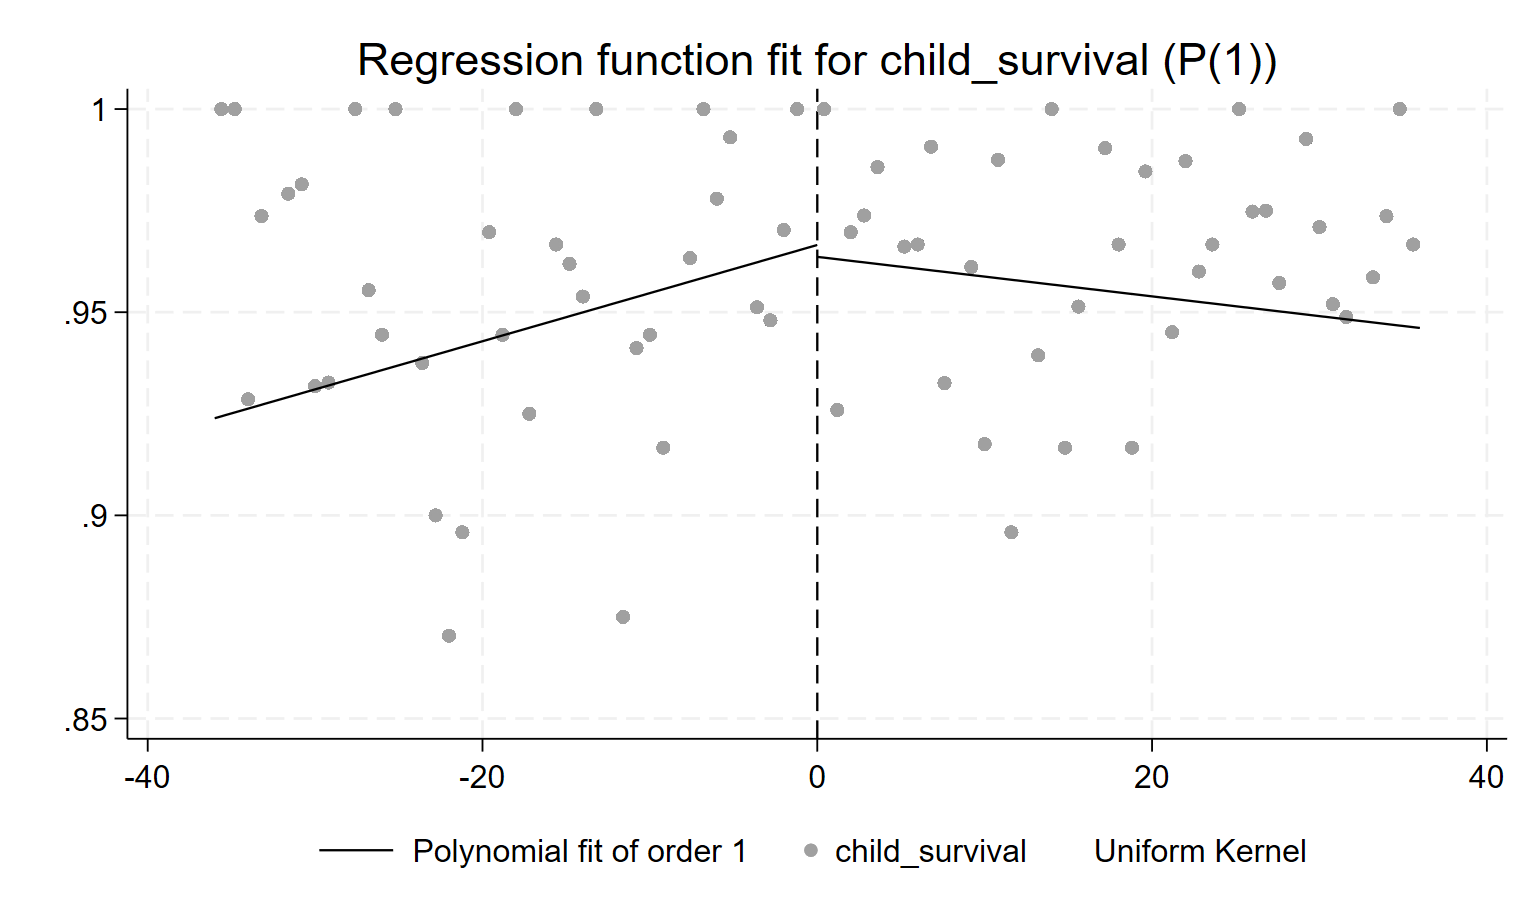 Regression function fit for child_survival (P(1))
1
.95
.9
.85
-40 -20 0 20 40
Polynomial fit of order 1 child_survival Uniform Kernel